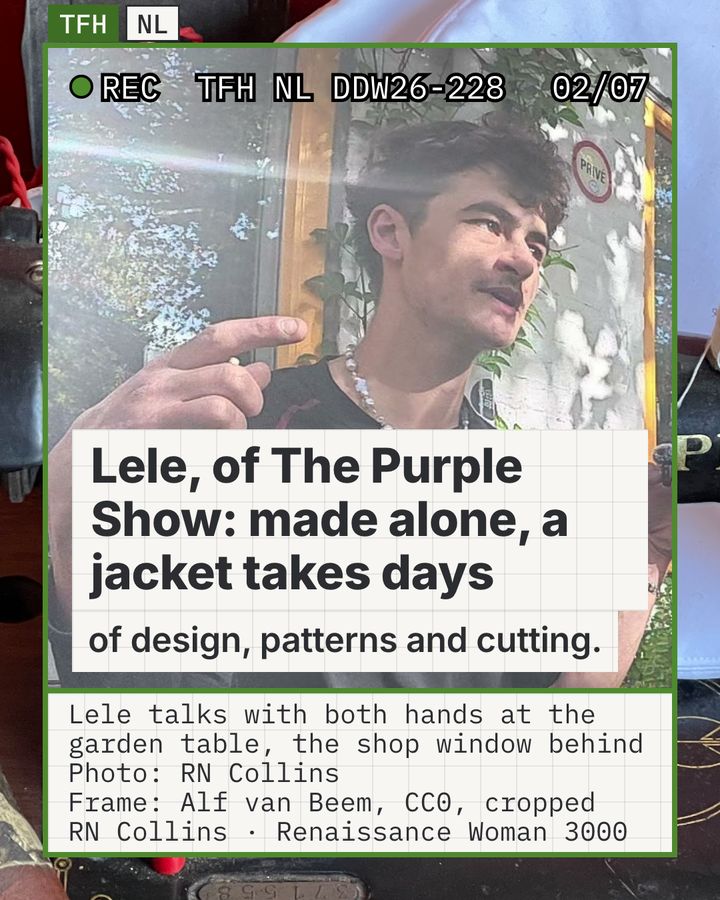 TFH NL
REC TFH NL DDW26-228 02/07
PRIVÉ
Lele, of The Purple
Show: made alone, a
jacket takes days
of design, patterns and cutting.
Lele talks with both hands at the
garden table, the shop window behind
Photo: RN Collins
Frame: Alf van Beem, CC0, cropped
RN Collins · Renaissance Woman 3000